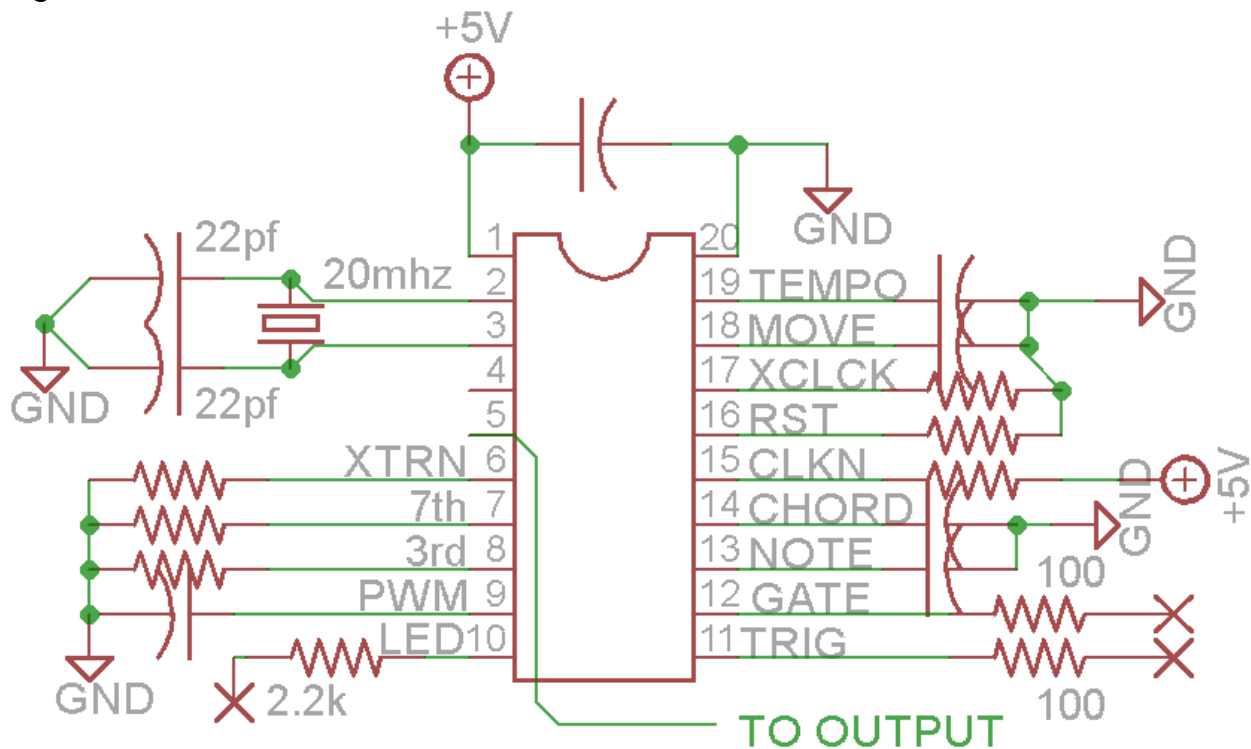 +5V
GND
1
20
22pf
20mhz
2
19 TEMPO
GND
3
18 MOVE
4
17 XCLCK
GND
22pf
5
16 RST
XTRN 6
15 CLKN
+5V
7th 7
14 CHORD
GND
3rd 8
13 NOTE
100
PWM 9
12 GATE
LED 10
11 TRIG
GND
2.2k
100
TO OUTPUT